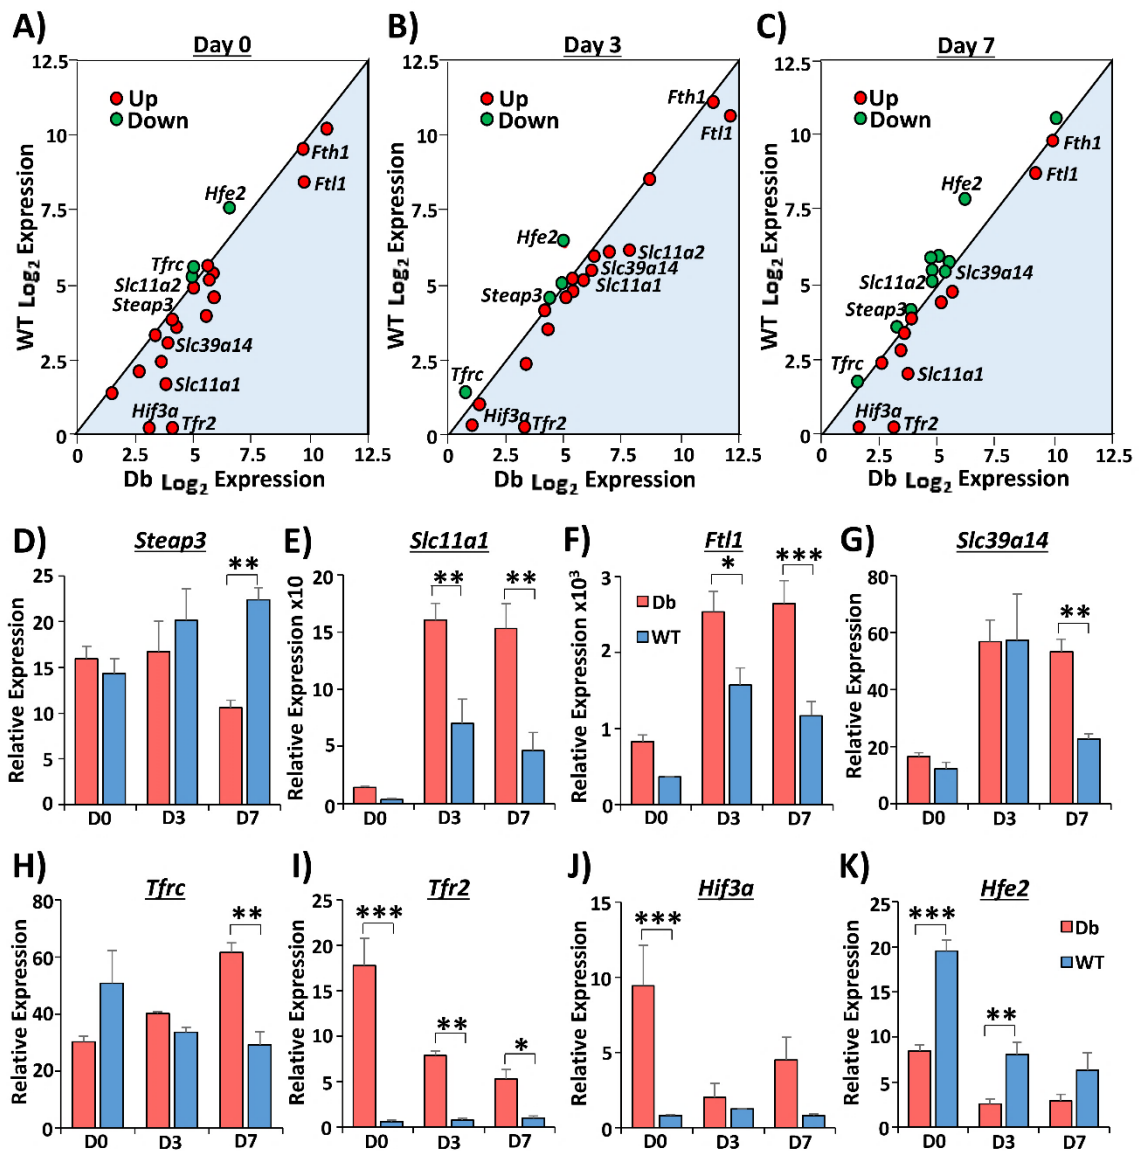 A)
Day 0
WT Log2 Expression
12.5
10
7.5
5
2.5
0
Up
Down
Fth1
Ftl1
Hfe2
Tfrc
Slc11a2
Steap3
Slc39a14
Slc11a1
Hif3a
Tfr2
0 2.5 5 7.5 10 12.5
Db Log2 Expression
B)
Day 3
WT Log2 Expression
12.5
10
7.5
5
2.5
0
Up
Down
Fth1
Ftl1
Hfe2
Slc11a2
Slc39a14
Slc11a1
Steap3
Tfrc
Hif3a
Tfr2
0 2.5 5 7.5 10 12.5
Db Log2 Expression
C)
Day 7
WT Log2 Expression
12.5
10
7.5
5
2.5
0
Up
Down
Fth1
Ftl1
Hfe2
Slc39a14
Slc11a2
Steap3
Tfrc
Slc11a1
Hif3a
Tfr2
0 2.5 5 7.5 10 12.5
Db Log2 Expression
D)
Steap3
Relative Expression
25
20
15
10
5
0
**
D0 D3 D7
E)
Slc11a1
Relative Expression x10
20
15
10
5
0
** **
D0 D3 D7
F)
Ftl1
Relative Expression x10³
3
2
1
0
* ***
Db
WT
D0 D3 D7
G)
Slc39a14
Relative Expression
80
60
40
20
0
**
D0 D3 D7
H)
Tfrc
Relative Expression
80
60
40
20
0
**
D0 D3 D7
I)
Tfr2
Relative Expression
25
20
15
10
5
0
***
**
*
D0 D3 D7
J)
Hif3a
Relative Expression
15
10
5
0
***
D0 D3 D7
K)
Hfe2
Relative Expression
25
20
15
10
5
0
***
**
Db
WT
D0 D3 D7